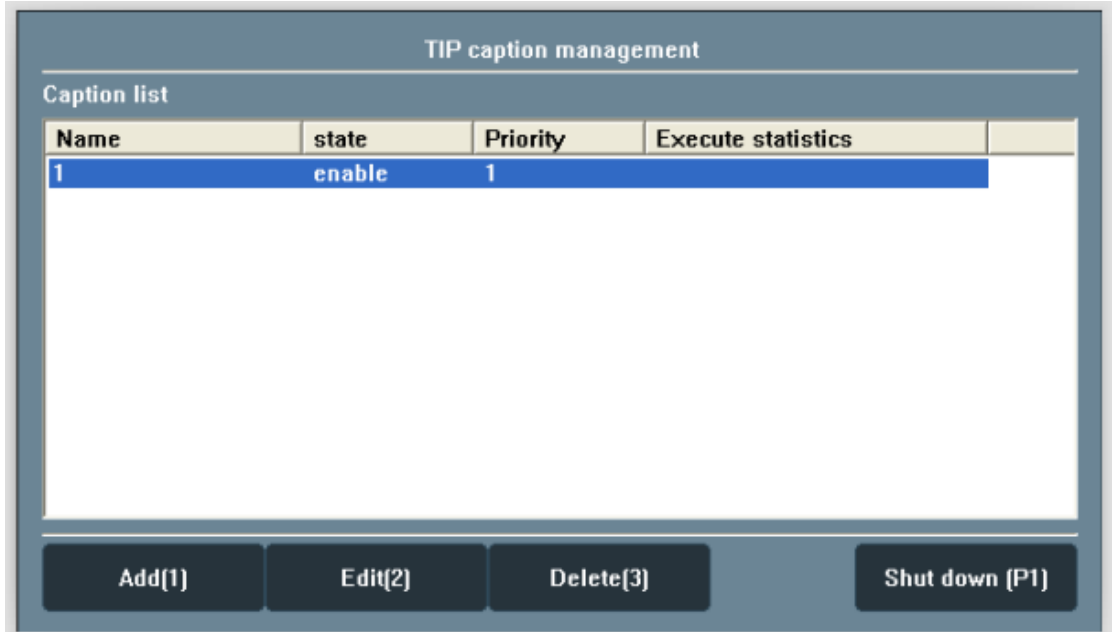 TIP caption management
Caption list
Name state Priority Execute statistics
1 enable 1
Add(1) Edit(2) Delete(3) Shut down (P1)